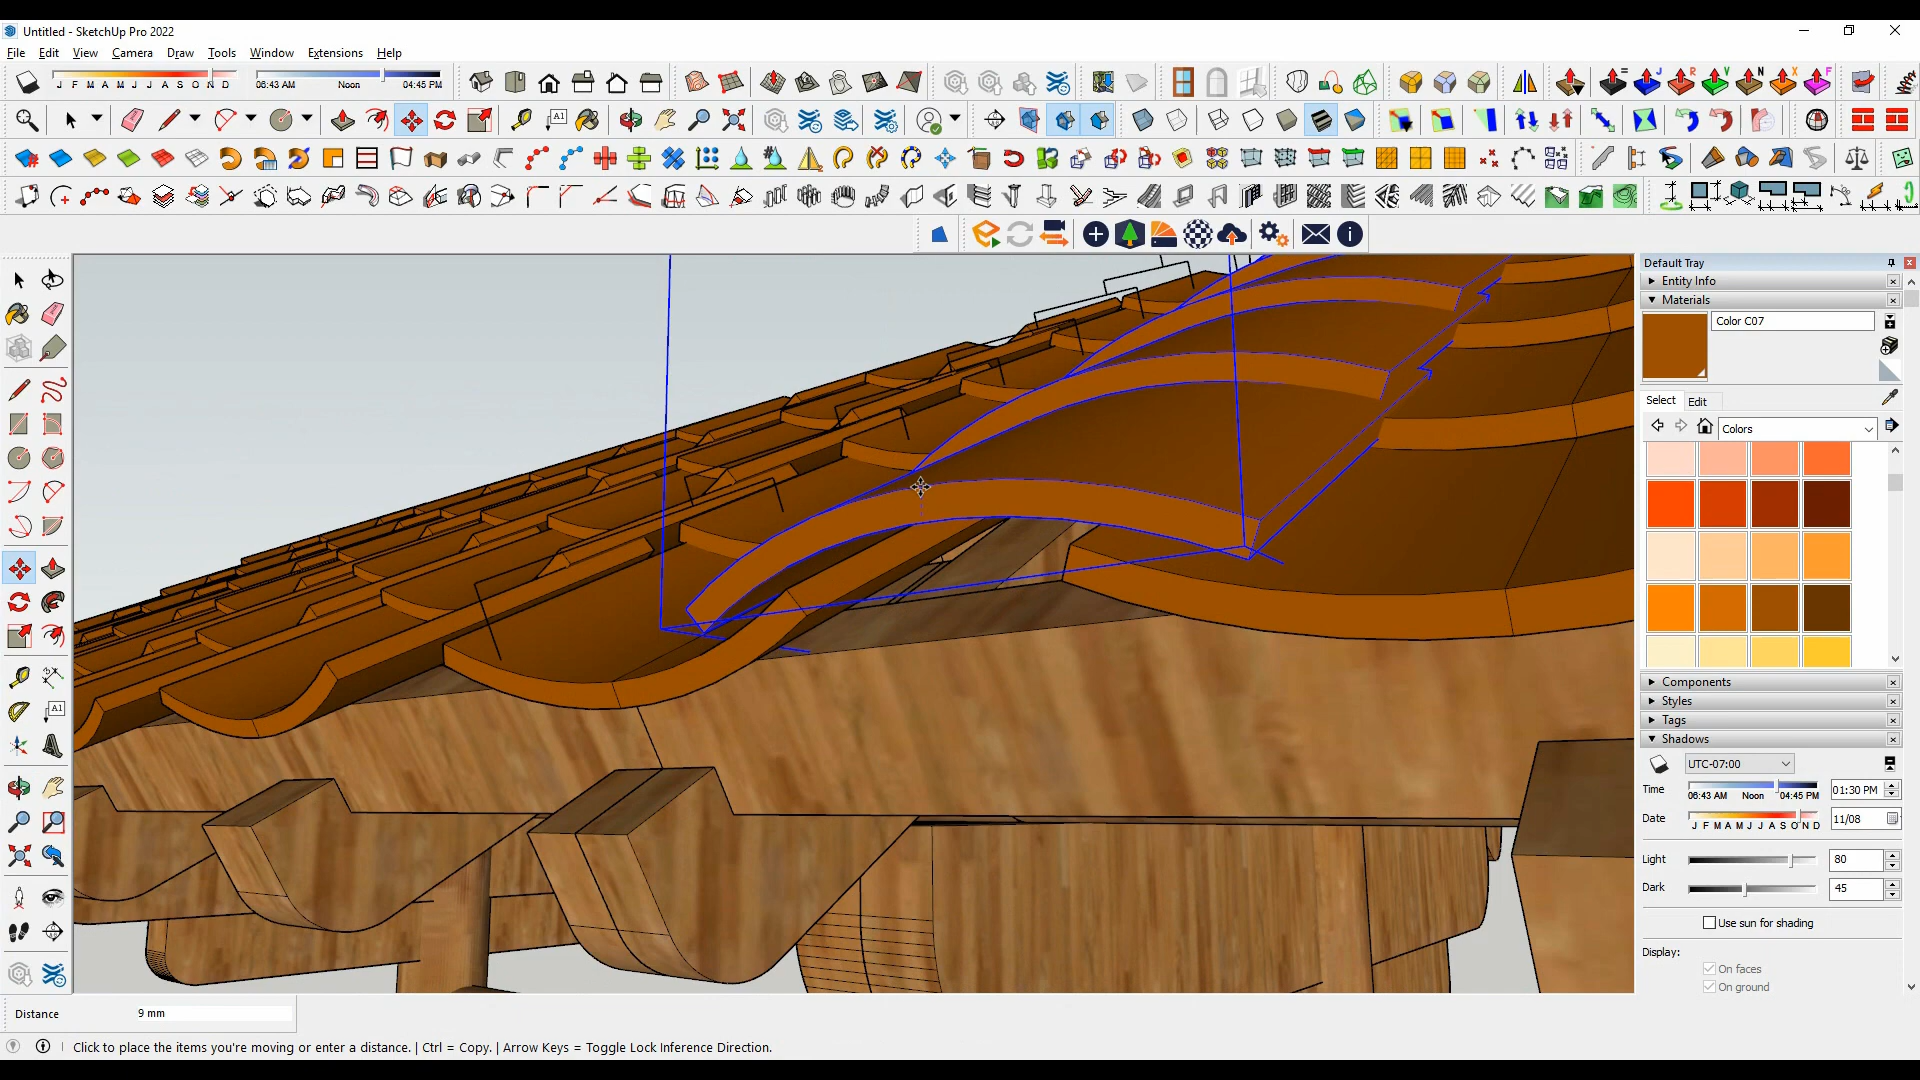 Untitled - SketchUp Pro 2022
File Edit View Camera Draw Tools Window Extensions Help
J F M A M J J A S O N D 06:43 AM Noon 04:45 PM
Default Tray
Entity Info
Materials
Color C07
Select Edit
Colors
Components
Styles
Tags
Shadows
UTC-07:00
Time 06:43 AM Noon 04:45 PM 01:30 PM
Date J F M A M J J A S O N D 11/08
Light 80
Dark 45
Use sun for shading
Display:
On faces
On ground
Distance 9 mm
Click to place the items you're moving or enter a distance. | Ctrl = Copy. | Arrow Keys = Toggle Lock Inference Direction.